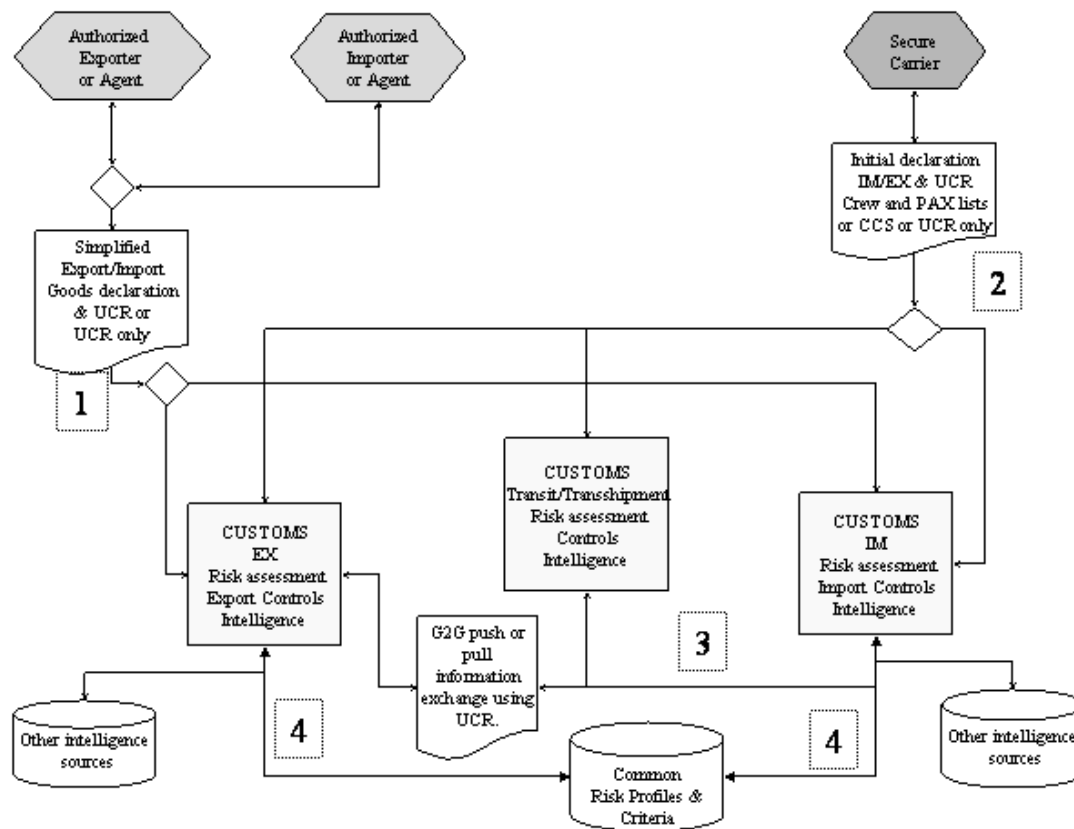 Authorized
Exporter
or Agent
Authorized
Importer
or Agent
Secure
Carrier
Initial declaration
IM/EX & UCR
Crew and PAX lists
or CCS or UCR only
2
Simplified
Export/Import
Goods declaration
& UCR or
UCR only
1
CUSTOMS
Transit/Transshipment
Risk assessment
Controls
Intelligence
CUSTOMS
EX
Risk assessment
Export Controls
Intelligence
CUSTOMS
IM
Risk assessment
Import Controls
Intelligence
G2G push or
pull
information
exchange using
UCR.
3
Other intelligence
sources
4
Common
Risk Profiles &
Criteria
4
Other intelligence
sources